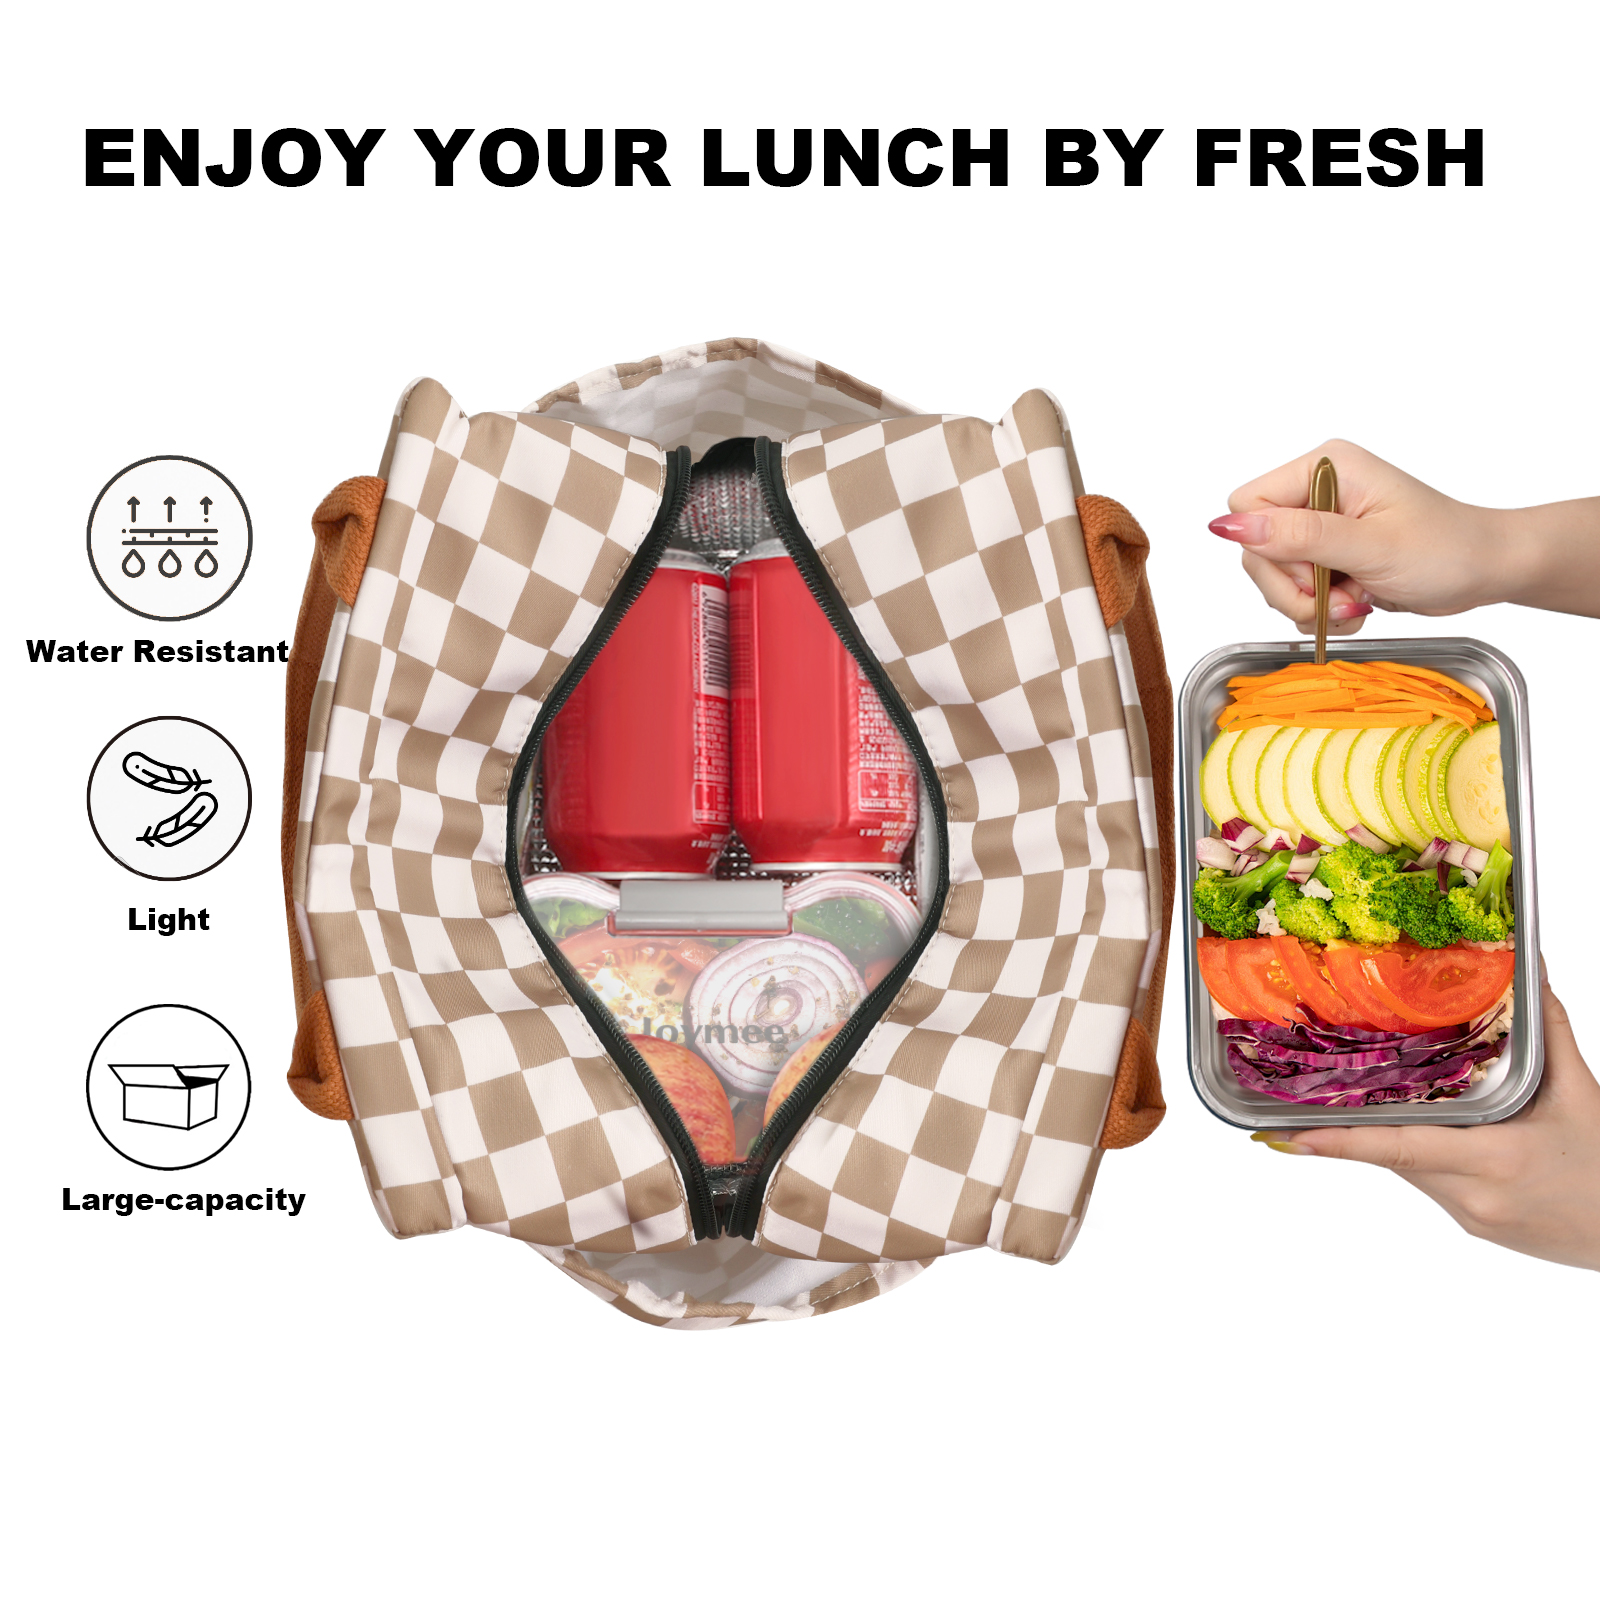 ENJOY YOUR LUNCH BY FRESH
Water Resistant
Light
Large-capacity
Joymee